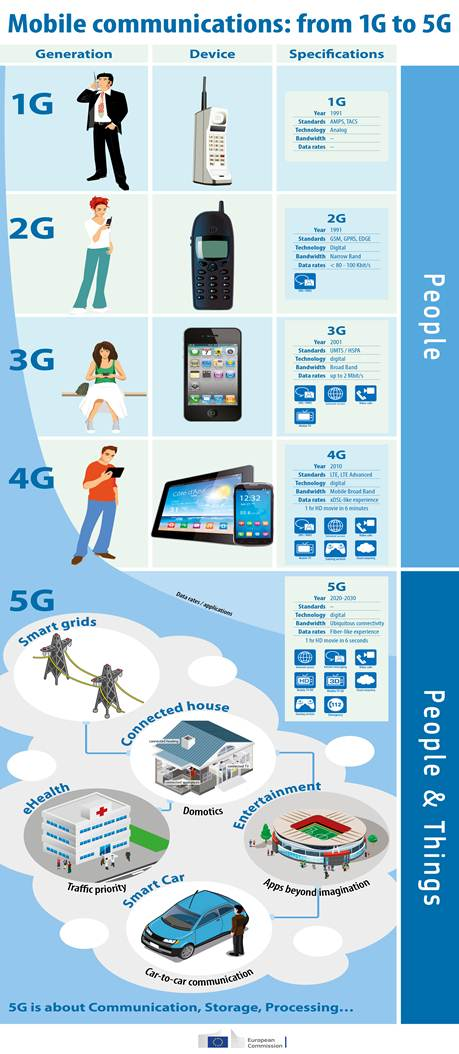 Mobile communications: from 1G to 5G
Generation
Device
Specifications
1G
1G
Year 1991
Standards AMPS, TACS
Technology Analog
Bandwidth –
Data rates –
2G
2G
Year 1991
Standards GSM, GPRS, EDGE
Technology Digital
Bandwidth Narrow Band
Data rates < 80 - 100 Kbit/s
People
3G
3G
Year 2001
Standards UMTS / HSPA
Technology digital
Bandwidth Broad Band
Data rates up to 2 Mbit/s
4G
Côte d'Azur
12:32
4G
Year 2010
Standards LTE, LTE Advanced
Technology digital
Bandwidth Mobile Broad Band
Data rates xDSL-like experience
1 hr HD movie in 6 minutes
5G
Data rates / applications
5G
Year 2020-2030
Standards –
Technology digital
Bandwidth Ubiquitous connectivity
Data rates Fiber-like experience
1 hr HD movie in 6 seconds
HD
3D
112
People & Things
Smart grids
Connected house
Domotics
eHealth
Traffic priority
Entertainment
Apps beyond imagination
Smart Car
Car-to-car communication
5G is about Communication, Storage, Processing...
European
Commission